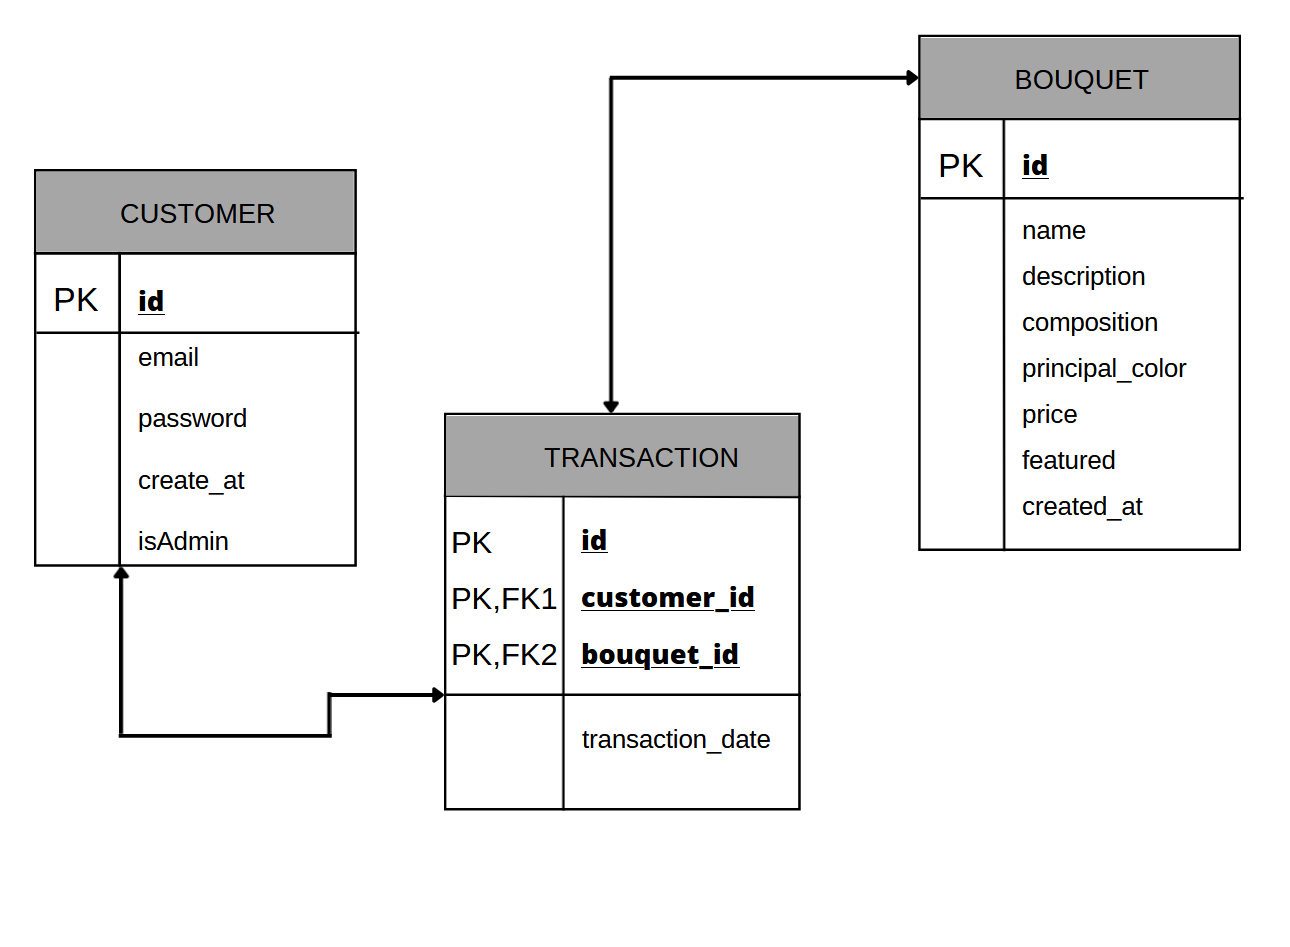 BOUQUET
PK id
name
description
composition
principal_color
price
featured
created_at
CUSTOMER
PK id
email
password
create_at
isAdmin
TRANSACTION
PK id
PK,FK1 customer_id
PK,FK2 bouquet_id
transaction_date